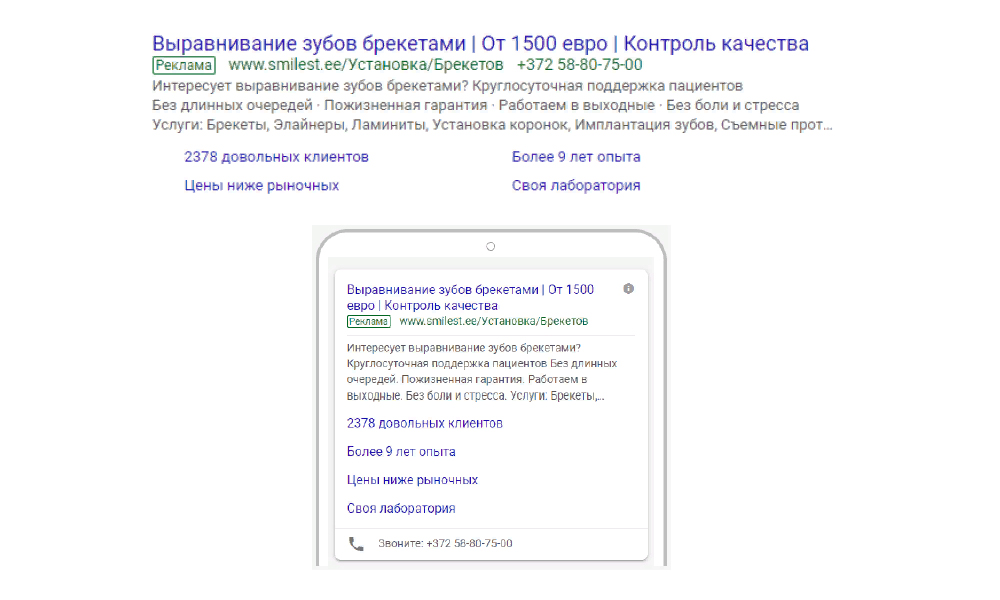 Выравнивание зубов брекетами | От 1500 евро | Контроль качества
Реклама www.smilest.ee/Установка/Брекетов +372 58-80-75-00
Интересует выравнивание зубов брекетами? Круглосуточная поддержка пациентов
Без длинных очередей · Пожизненная гарантия · Работаем в выходные · Без боли и стресса
Услуги: Брекеты, Элайнеры, Ламиниты, Установка коронок, Имплантация зубов, Съемные прот...
2378 довольных клиентов Более 9 лет опыта
Цены ниже рыночных Своя лаборатория
Выравнивание зубов брекетами | От 1500
евро | Контроль качества
Реклама www.smilest.ee/Установка/Брекетов
Интересует выравнивание зубов брекетами?
Круглосуточная поддержка пациентов Без длинных
очередей. Пожизненная гарантия. Работаем в
выходные. Без боли и стресса. Услуги: Брекеты,...
2378 довольных клиентов
Более 9 лет опыта
Цены ниже рыночных
Своя лаборатория
Звоните: +372 58-80-75-00